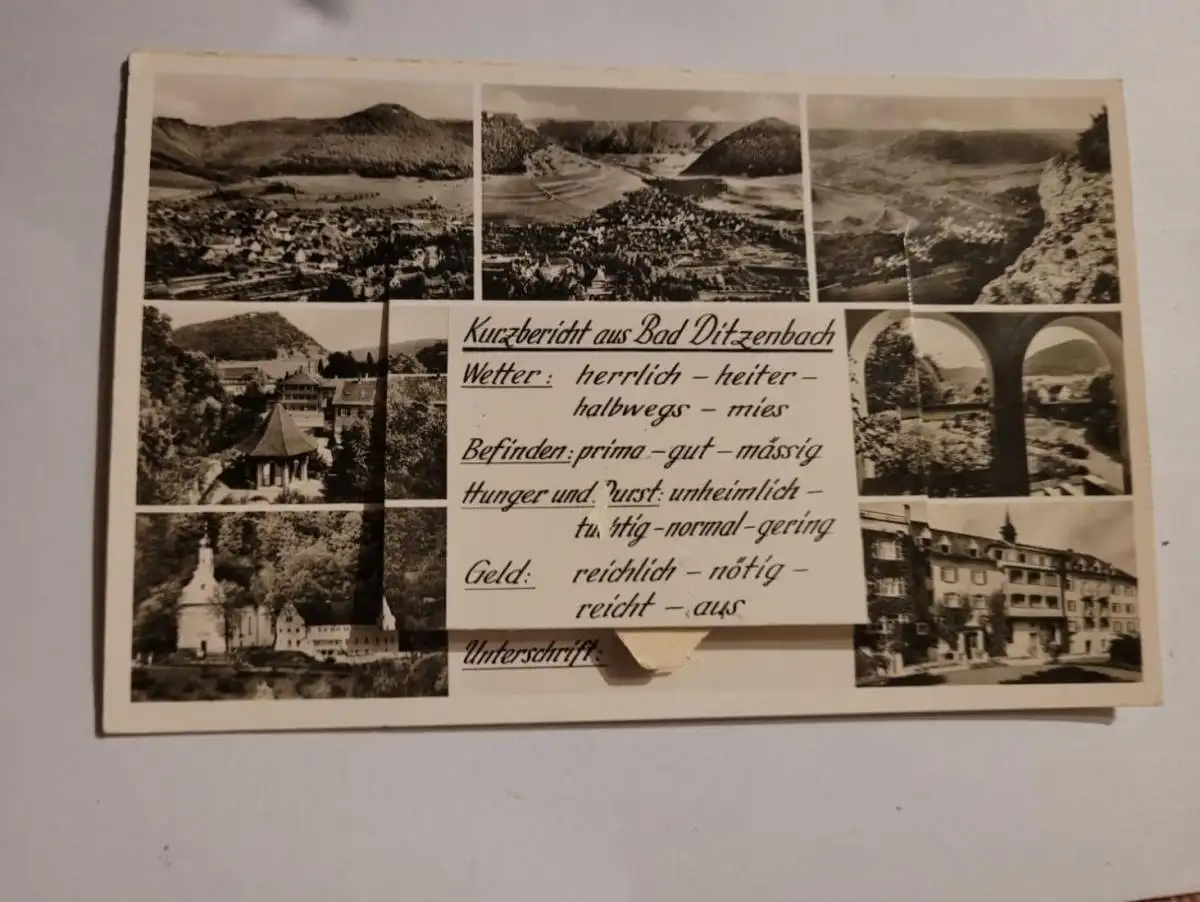 Kurzbericht aus Bad Ditzenbach
Wetter: herrlich – heiter –
halbwegs – mies
Befinden: prima – gut – mässig
Hunger und Durst: unheimlich –
tüchtig – normal – gering
Geld: reichlich – nötig –
reicht – aus
Unterschrift: